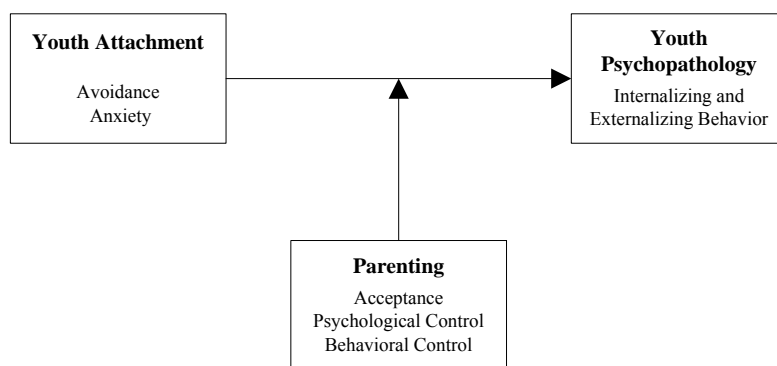 Youth Attachment
Avoidance
Anxiety
Youth
Psychopathology
Internalizing and
Externalizing Behavior
Parenting
Acceptance
Psychological Control
Behavioral Control